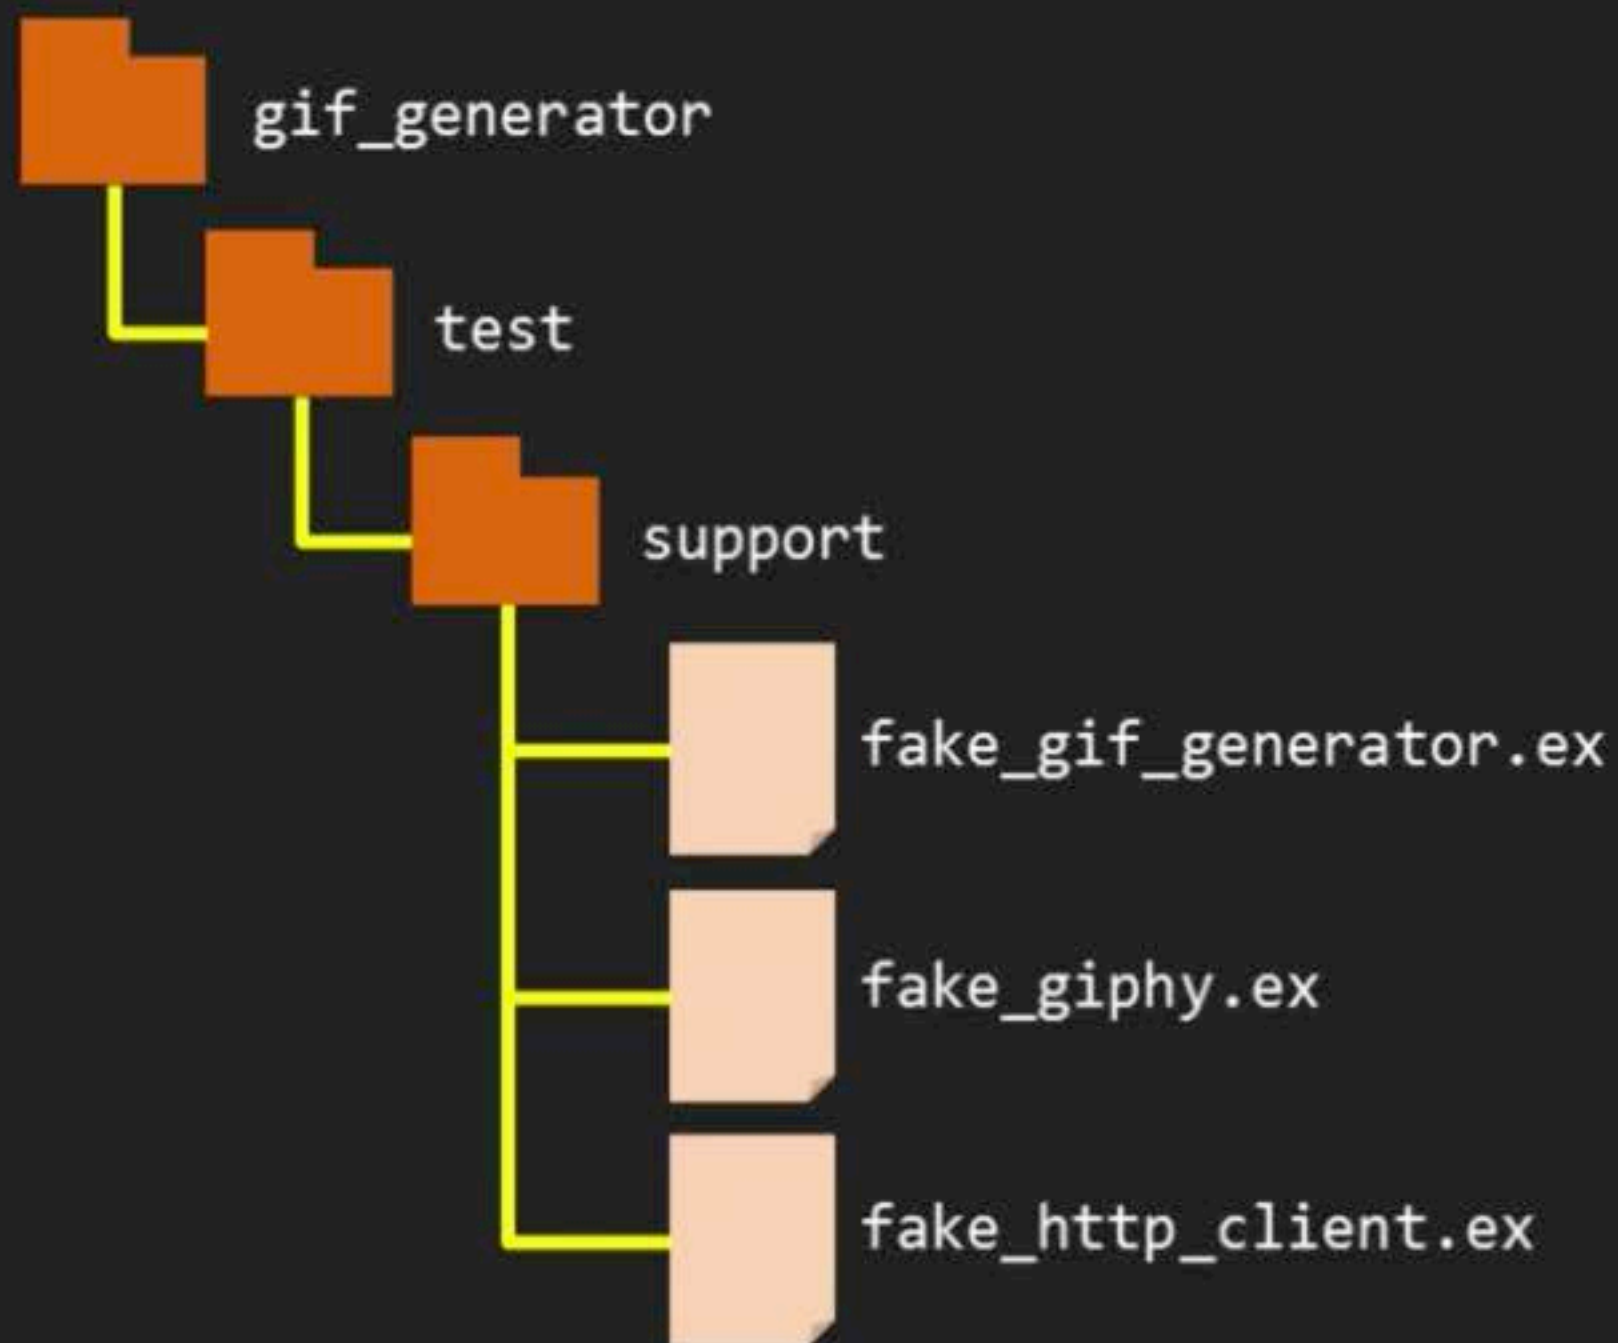 gif_generator
test
support
fake_gif_generator.ex
fake_giphy.ex
fake_http_client.ex